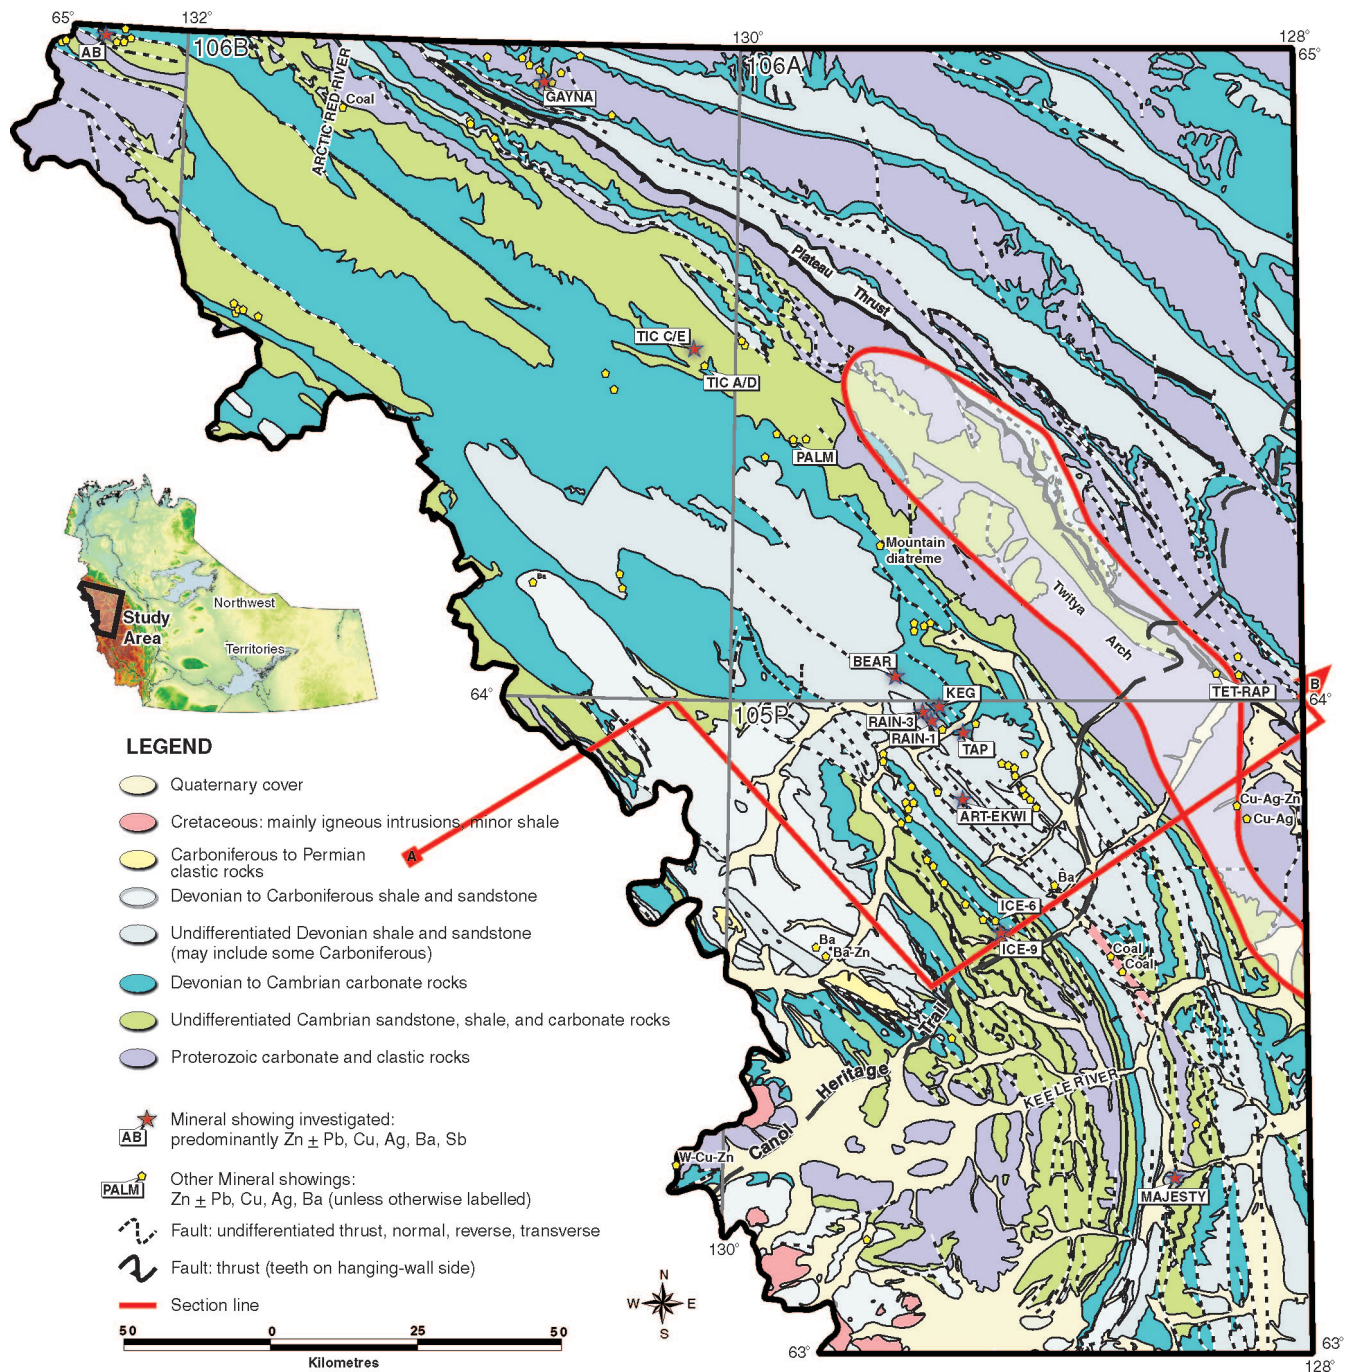 65°
132°
130°
128°
65°
106B
106A
AB
GAYNA
Coal
ARCTIC RED RIVER
Plateau
Thrust
TIC C/E
TIC A/D
PALM
Mountain
diatreme
Twitya
Arch
Ba
BEAR
KEG
RAIN-3
RAIN-1
TAP
TET-RAP
B
64°
64°
105P
Northwest
Territories
Study
Area
Cu-Ag-Zn
Cu-Ag
ART-EKWI
A
Ba
ICE-6
ICE-9
Ba
Ba-Zn
Coal
Coal
Canol Heritage Trail
KEELE RIVER
W-Cu-Zn
MAJESTY
130°
63°
63°
128°
LEGEND
Quaternary cover
Cretaceous: mainly igneous intrusions, minor shale
Carboniferous to Permian
clastic rocks
Devonian to Carboniferous shale and sandstone
Undifferentiated Devonian shale and sandstone
(may include some Carboniferous)
Devonian to Cambrian carbonate rocks
Undifferentiated Cambrian sandstone, shale, and carbonate rocks
Proterozoic carbonate and clastic rocks
AB
Mineral showing investigated:
predominantly Zn ± Pb, Cu, Ag, Ba, Sb
PALM
Other Mineral showings:
Zn ± Pb, Cu, Ag, Ba (unless otherwise labelled)
Fault: undifferentiated thrust, normal, reverse, transverse
Fault: thrust (teeth on hanging-wall side)
Section line
50 0 25 50
Kilometres
N
W E
S